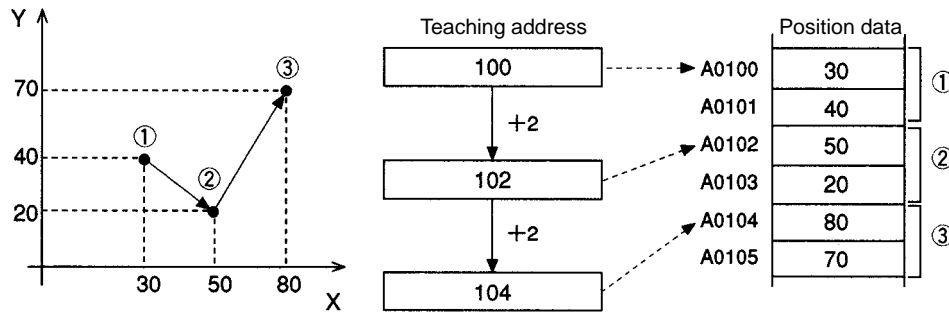 Y
70
40
20
①
②
③
30 50 80
X
Teaching address
100
+2
102
+2
104
Position data
A0100 30
A0101 40
①
A0102 50
A0103 20
②
A0104 80
A0105 70
③